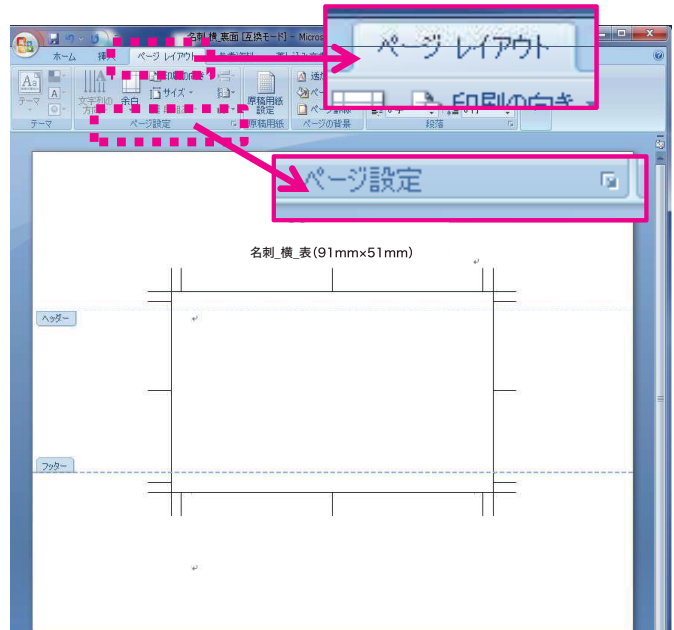 名刺_横_裏面 [互換モード] - Micros
ページ レイアウト
印刷の向き
ホーム
挿入
ページ レイアウト
文字列の
方向
余白
サイズ
原稿用紙
設定
テーマ
テーマ
ページ設定
原稿用紙
ページの背景
段落
ページ設定
名刺_横_表(91mm×51mm)
ヘッダー
フッター